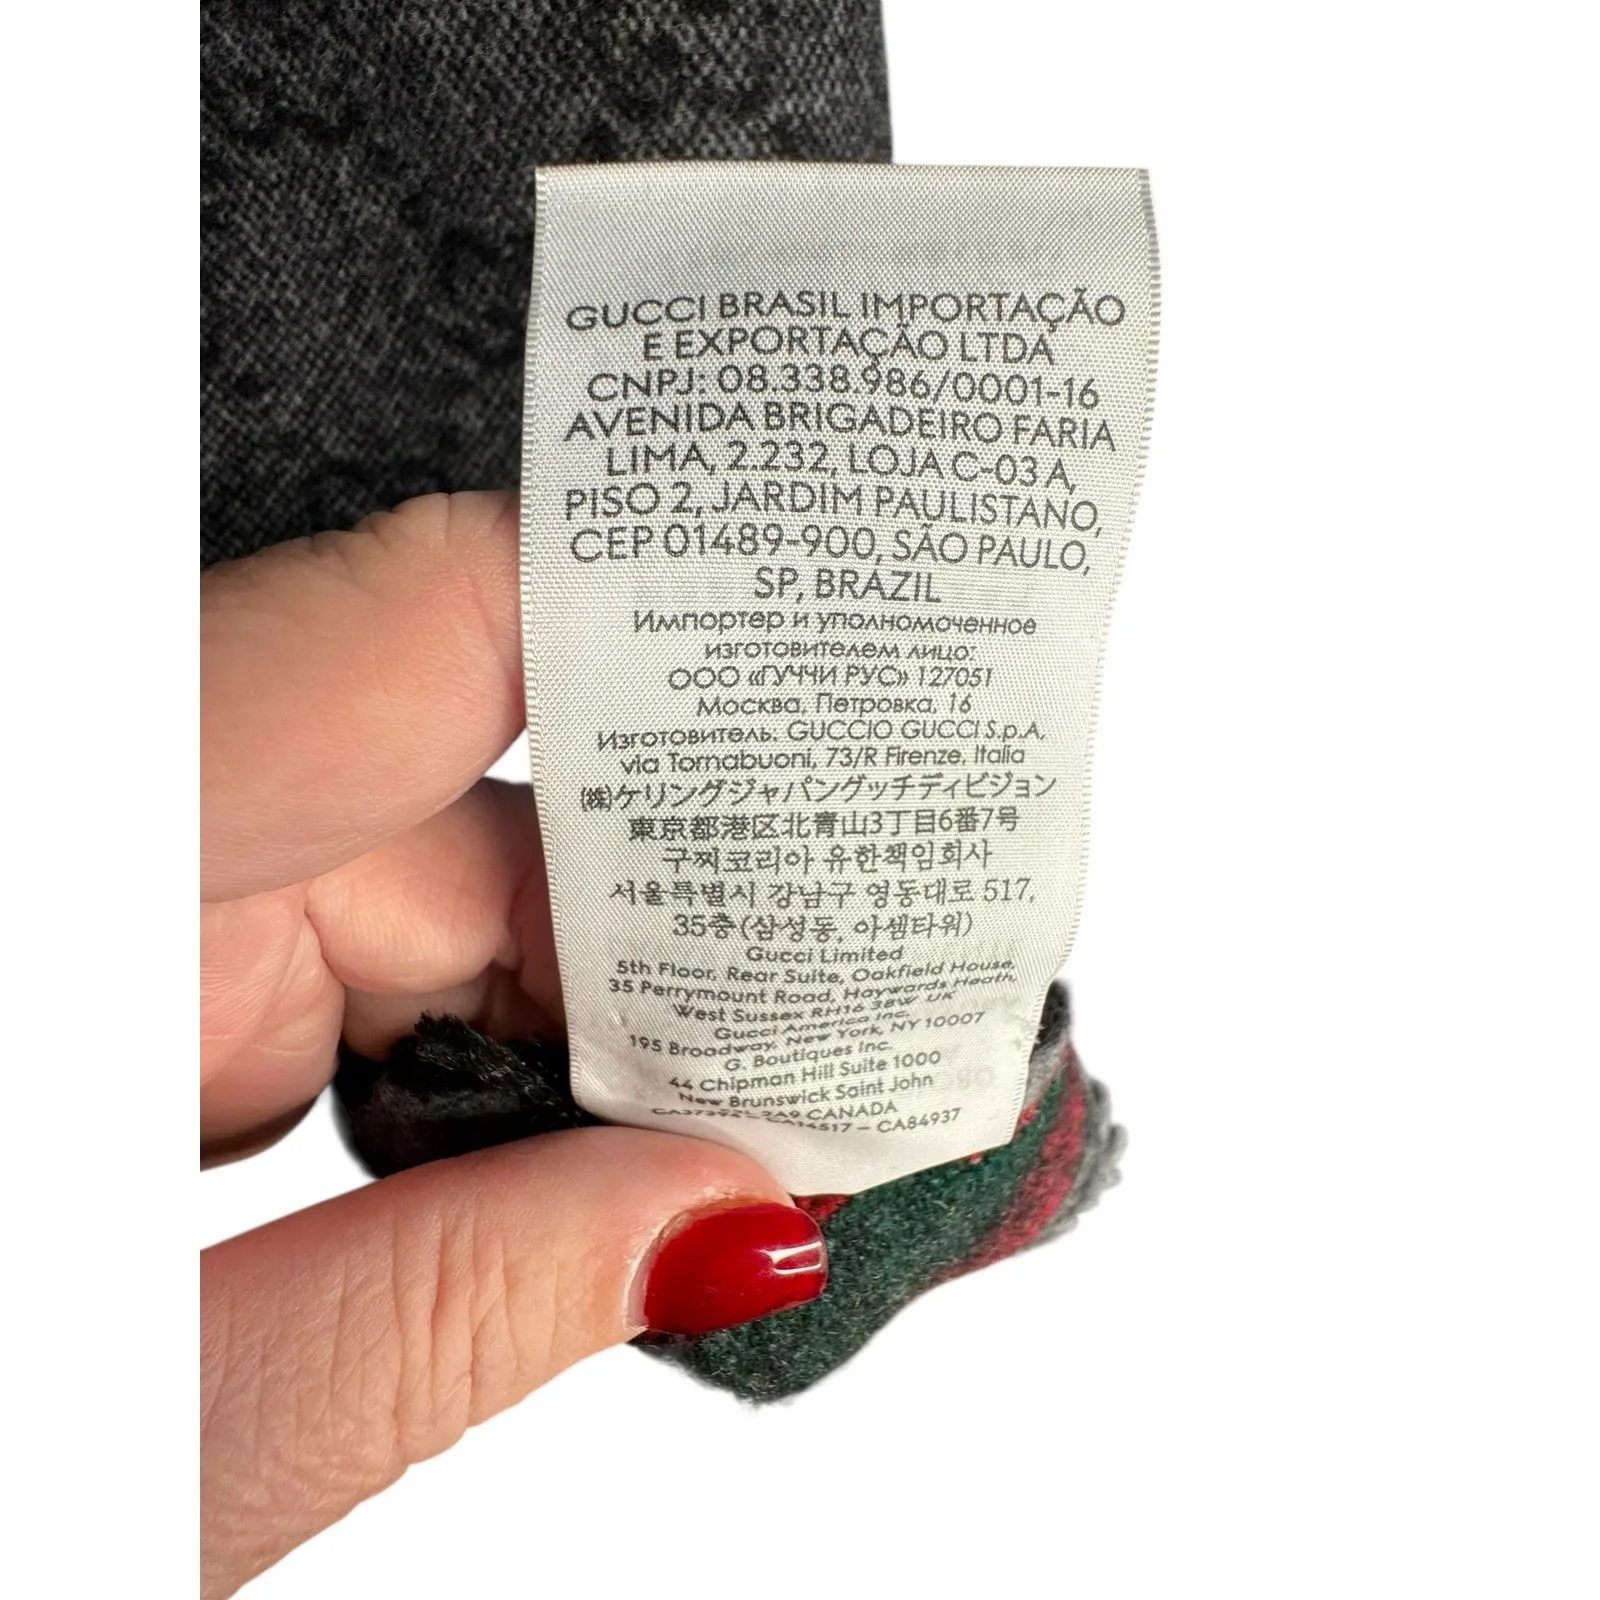 GUCCI BRASIL IMPORTAÇÃO
E EXPORTAÇÃO LTDA
CNPJ: 08.338.986/0001-16
AVENIDA BRIGADEIRO FARIA
LIMA, 2.232, LOJA C-03 A,
PISO 2, JARDIM PAULISTANO,
CEP 01489-900, SÃO PAULO,
SP, BRAZIL
Импортер и уполномоченное
изготовителем лицо:
ООО «ГУЧЧИ РУС» 127051
Москва, Петровка, 16
Изготовитель: GUCCIO GUCCI S.p.A.
via Tornabuoni, 73/R Firenze, Italia
(株)ケリングジャパングッチディビジョン
東京都港区北青山3丁目6番7号
구찌코리아 유한책임회사
서울특별시 강남구 영동대로 517,
35층(삼성동, 아셈타워)
Gucci Limited
5th Floor, Rear Suite, Oakfield House,
35 Perrymount Road, Haywards Heath,
West Sussex RH16 3BW UK
Gucci America Inc.
195 Broadway, New York, NY 10007
G. Boutiques Inc.
44 Chipman Hill Suite 1000
New Brunswick Saint John
2A9 CANADA
CA14517 – CA84937